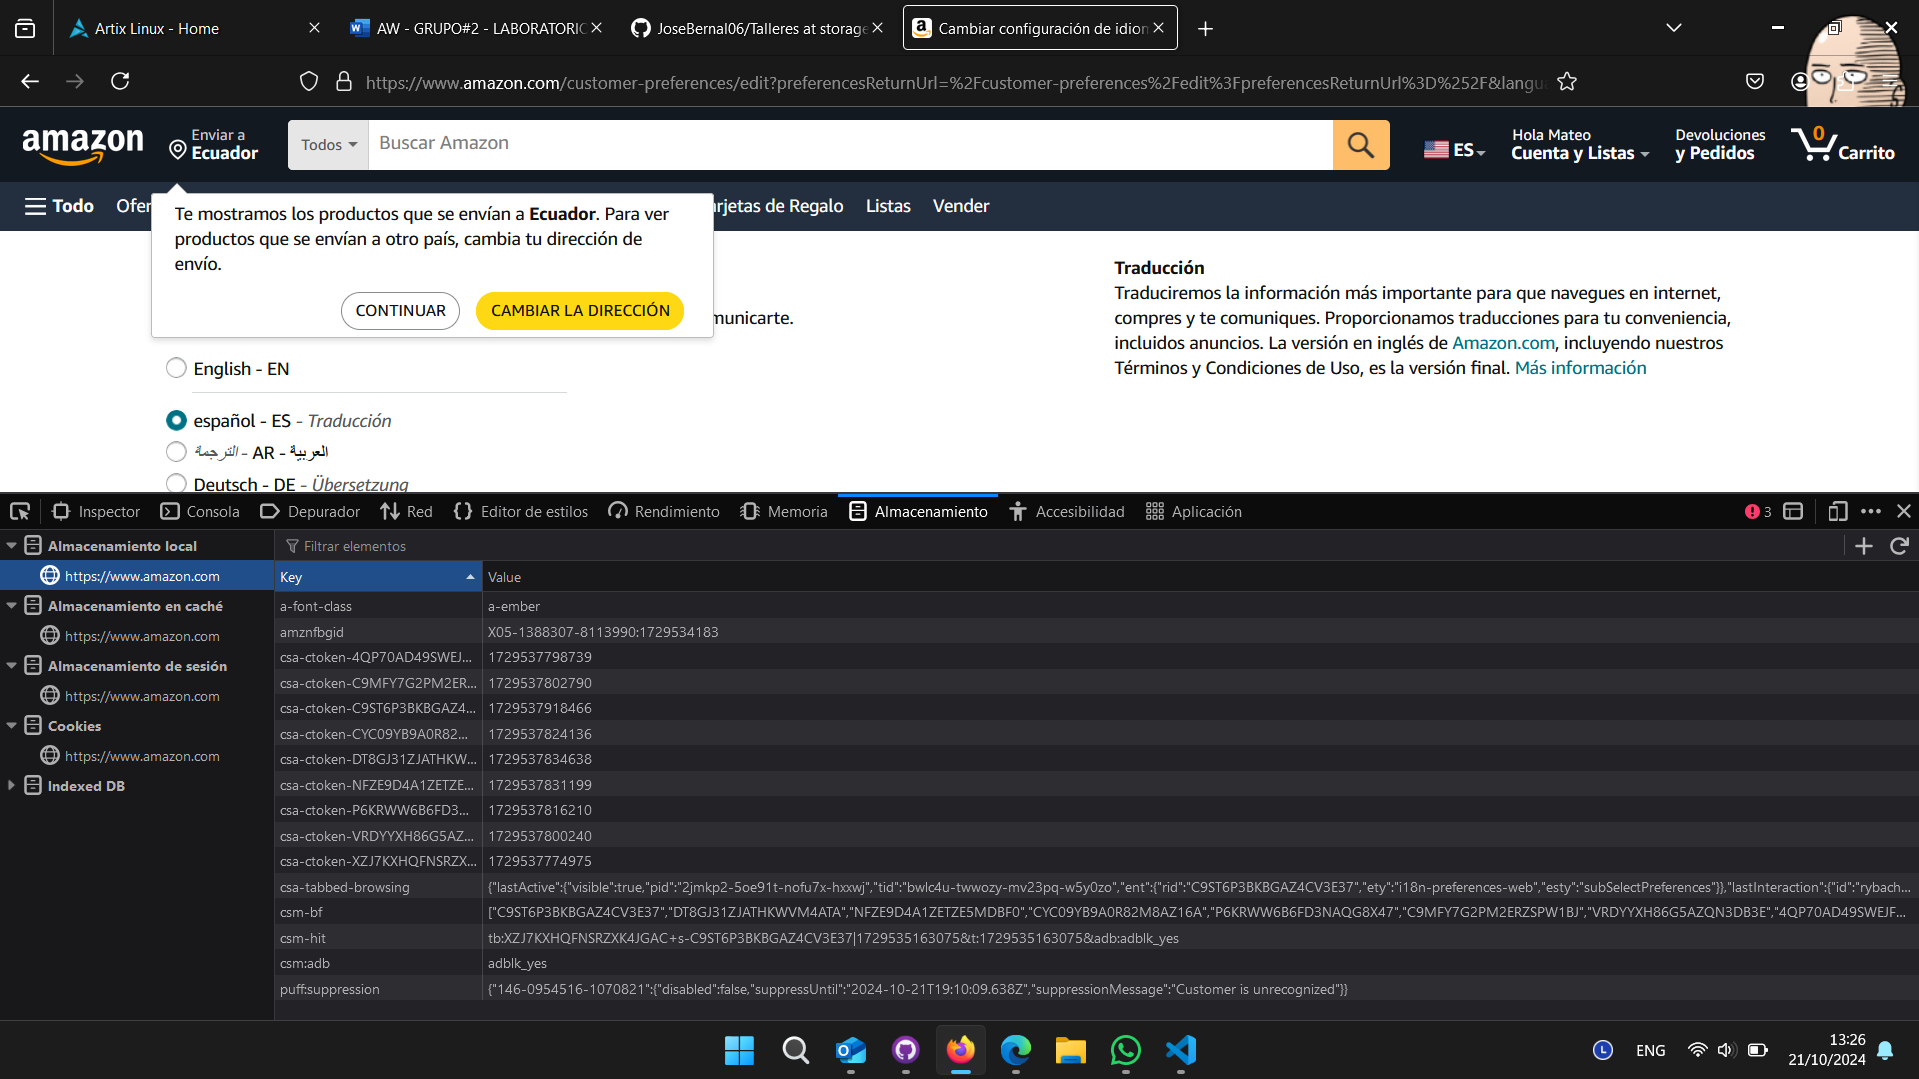 Artix Linux - Home
AW - GRUPO#2 - LABORATORIO
JoseBernal06/Talleres at storage
Cambiar configuración de idiom
https://www.amazon.com/customer-preferences/edit?preferencesReturnUrl=%2Fcustomer-preferences%2Fedit%3FpreferencesReturnUrl%3D%252F&langu
amazon
Enviar a
Ecuador
Todos
Buscar Amazon
ES
Hola Mateo
Cuenta y Listas
Devoluciones
y Pedidos
0
Carrito
Todo
Ofer
rjetas de Regalo
Listas
Vender
Te mostramos los productos que se envían a Ecuador. Para ver
productos que se envían a otro país, cambia tu dirección de
envío.
CONTINUAR
CAMBIAR LA DIRECCIÓN
municarte.
English - EN
español - ES - Traducción
العربية - AR - الترجمة
Deutsch - DE - Übersetzung
Traducción
Traduciremos la información más importante para que navegues en internet,
compres y te comuniques. Proporcionamos traducciones para tu conveniencia,
incluidos anuncios. La versión en inglés de Amazon.com, incluyendo nuestros
Términos y Condiciones de Uso, es la versión final. Más información
Inspector
Consola
Depurador
Red
Editor de estilos
Rendimiento
Memoria
Almacenamiento
Accesibilidad
Aplicación
3
Almacenamiento local
https://www.amazon.com
Almacenamiento en caché
https://www.amazon.com
Almacenamiento de sesión
https://www.amazon.com
Cookies
https://www.amazon.com
Indexed DB
Filtrar elementos
Key Value
a-font-class a-ember
amznfbgid X05-1388307-8113990:1729534183
csa-ctoken-4QP70AD49SWEJ... 1729537798739
csa-ctoken-C9MFY7G2PM2ER... 1729537802790
csa-ctoken-C9ST6P3BKBGAZ4... 1729537918466
csa-ctoken-CYC09YB9A0R82... 1729537824136
csa-ctoken-DT8GJ31ZJATHKW... 1729537834638
csa-ctoken-NFZE9D4A1ZETZE... 1729537831199
csa-ctoken-P6KRWW6B6FD3... 1729537816210
csa-ctoken-VRDYYXH86G5AZ... 1729537800240
csa-ctoken-XZJ7KXHQFNSRZX... 1729537774975
csa-tabbed-browsing {"lastActive":{"visible":true,"pid":"2jmkp2-5oe91t-nofu7x-hxxwj","tid":"bwlc4u-twwozy-mv23pq-w5y0zo","ent":{"rid":"C9ST6P3BKBGAZ4CV3E37","ety":"i18n-preferences-web","esty":"subSelectPreferences"}},"lastInteraction":{"id":"rybach...
csm-bf ["C9ST6P3BKBGAZ4CV3E37","DT8GJ31ZJATHKWVM4ATA","NFZE9D4A1ZETZE5MDBF0","CYC09YB9A0R82M8AZ16A","P6KRWW6B6FD3NAQG8X47","C9MFY7G2PM2ERZSPW1BJ","VRDYYXH86G5AZQN3DB3E","4QP70AD49SWEJF...
csm-hit tb:XZJ7KXHQFNSRZXK4JGAC+s-C9ST6P3BKBGAZ4CV3E37|1729535163075&t:1729535163075&adb:adblk_yes
csm:adb adblk_yes
puff:suppression {"146-0954516-1070821":{"disabled":false,"suppressUntil":"2024-10-21T19:10:09.638Z","suppressionMessage":"Customer is unrecognized"}}
L
ENG
13:26
21/10/2024